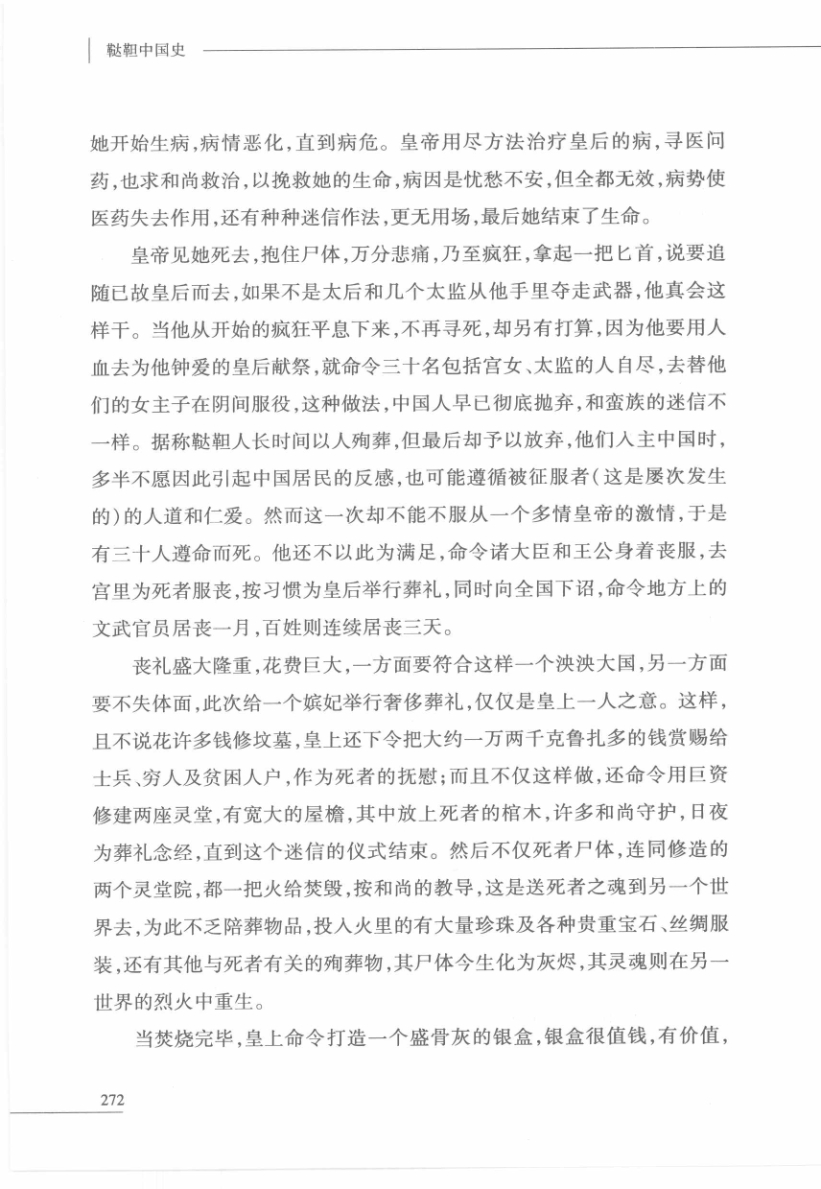 鞑靼中国史
她开始生病,病情恶化,直到病危。皇帝用尽方法治疗皇后的病,寻医问
药,也求和尚救治,以挽救她的生命,病因是忧愁不安,但全都无效,病势使
医药失去作用,还有种种迷信作法,更无用场,最后她结束了生命。
皇帝见她死去,抱住尸体,万分悲痛,乃至疯狂,拿起一把匕首,说要追
随已故皇后而去,如果不是太后和几个太监从他手里夺走武器,他真会这
样干。当他从开始的疯狂平息下来,不再寻死,却另有打算,因为他要用人
血去为他钟爱的皇后献祭,就命令三十名包括宫女、太监的人自尽,去替他
们的女主子在阴间服役,这种做法,中国人早已彻底抛弃,和蛮族的迷信不
一样。据称鞑靼人长时间以人殉葬,但最后却予以放弃,他们入主中国时,
多半不愿因此引起中国居民的反感,也可能遵循被征服者(这是屡次发生
的)的人道和仁爱。然而这一次却不能不服从一个多情皇帝的激情,于是
有三十人遵命而死。他还不以此为满足,命令诸大臣和王公身着丧服,去
宫里为死者服丧,按习惯为皇后举行葬礼,同时向全国下诏,命令地方上的
文武官员居丧一月,百姓则连续居丧三天。
丧礼盛大隆重,花费巨大,一方面要符合这样一个泱泱大国,另一方面
要不失体面,此次给一个嫔妃举行奢侈葬礼,仅仅是皇上一人之意。这样,
且不说花许多钱修坟墓,皇上还下令把大约一万两千克鲁扎多的钱赏赐给
士兵、穷人及贫困人户,作为死者的抚慰;而且不仅这样做,还命令用巨资
修建两座灵堂,有宽大的屋檐,其中放上死者的棺木,许多和尚守护,日夜
为葬礼念经,直到这个迷信的仪式结束。然后不仅死者尸体,连同修造的
两个灵堂院,都一把火给焚毁,按和尚的教导,这是送死者之魂到另一个世
界去,为此不乏陪葬物品,投入火里的有大量珍珠及各种贵重宝石、丝绸服
装,还有其他与死者有关的殉葬物,其尸体今生化为灰烬,其灵魂则在另一
世界的烈火中重生。
当焚烧完毕,皇上命令打造一个盛骨灰的银盒,银盒很值钱,有价值,
272